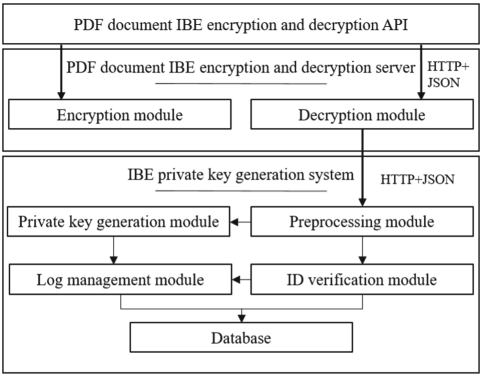 PDF document IBE encryption and decryption API
PDF document IBE encryption and decryption server
HTTP+
JSON
Encryption module
Decryption module
IBE private key generation system
HTTP+JSON
Private key generation module
Preprocessing module
Log management module
ID verification module
Database